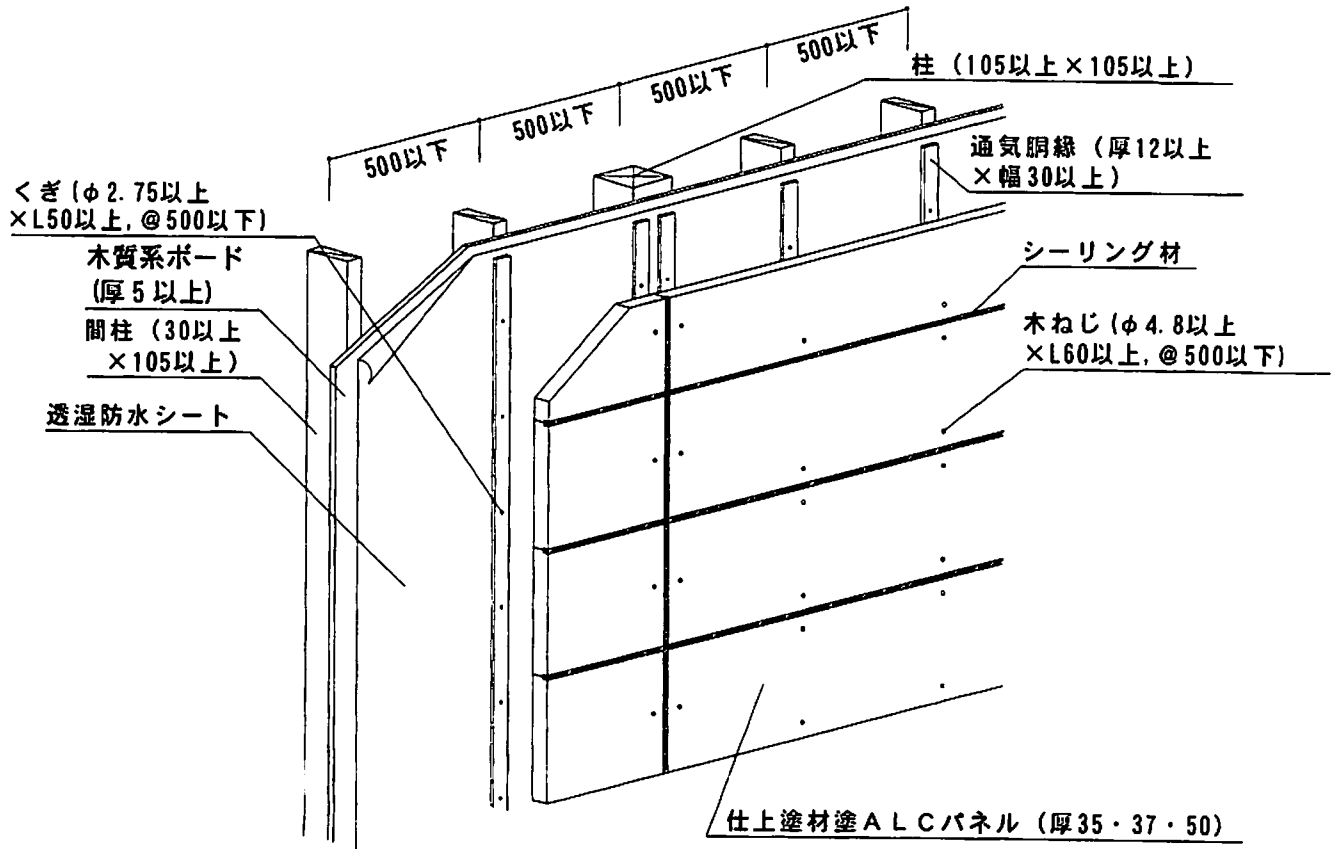 500以下
500以下
500以下
500以下
柱 (105以上×105以上)
通気胴縁 (厚12以上
×幅30以上)
くぎ (φ2.75以上
×L50以上, @500以下)
木質系ボード
(厚5以上)
間柱 (30以上
×105以上)
透湿防水シート
シーリング材
木ねじ (φ4.8以上
×L60以上, @500以下)
仕上塗材塗ALCパネル (厚35・37・50)